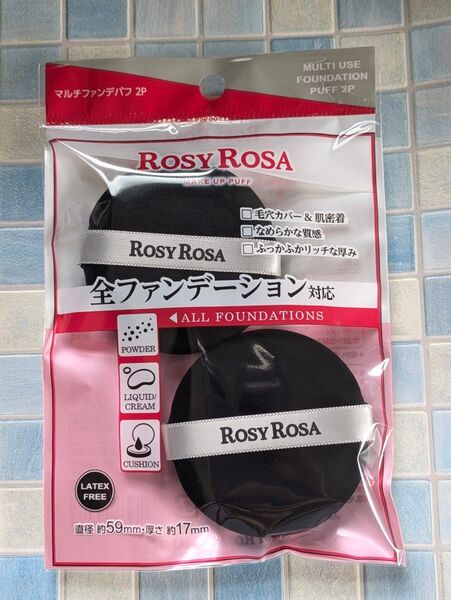 マルチファンデパフ 2P
MULTI USE
FOUNDATION
PUFF 2P
ROSY ROSA
MAKE UP PUFF
毛穴カバー&肌密着
なめらかな質感
ふっかふかリッチな厚み
ROSY ROSA
全ファンデーション対応
ALL FOUNDATIONS
POWDER
LIQUID/
CREAM
CUSHION
ROSY ROSA
LATEX
FREE
直径 約59mm・厚さ 約17mm